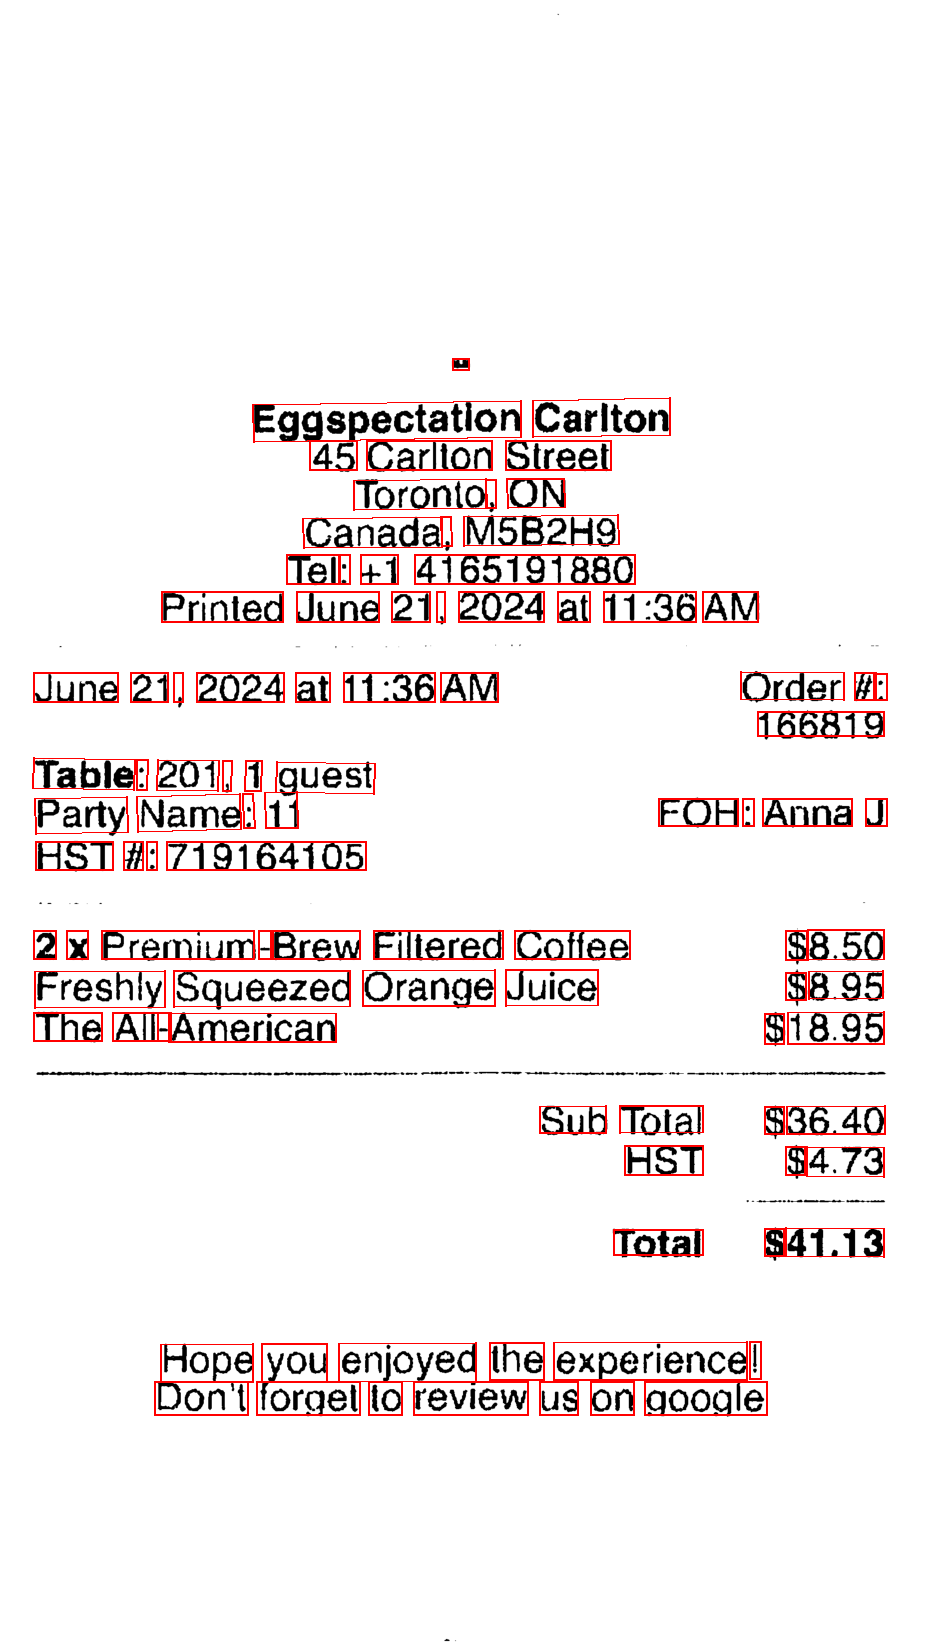 Eggspectation Carlton
45 Carlton Street
Toronto, ON
Canada, M5B2H9
Tel: +1 4165191880
Printed June 21, 2024 at 11:36 AM
June 21, 2024 at 11:36 AM Order #:
166819
Table: 201, 1 guest
Party Name: 11 FOH: Anna J
HST #: 719164105
2 x Premium-Brew Filtered Coffee $8.50
Freshly Squeezed Orange Juice $8.95
The All-American $18.95
Sub Total $36.40
HST $4.73
Total $41.13
Hope you enjoyed the experience!
Don't forget to review us on google